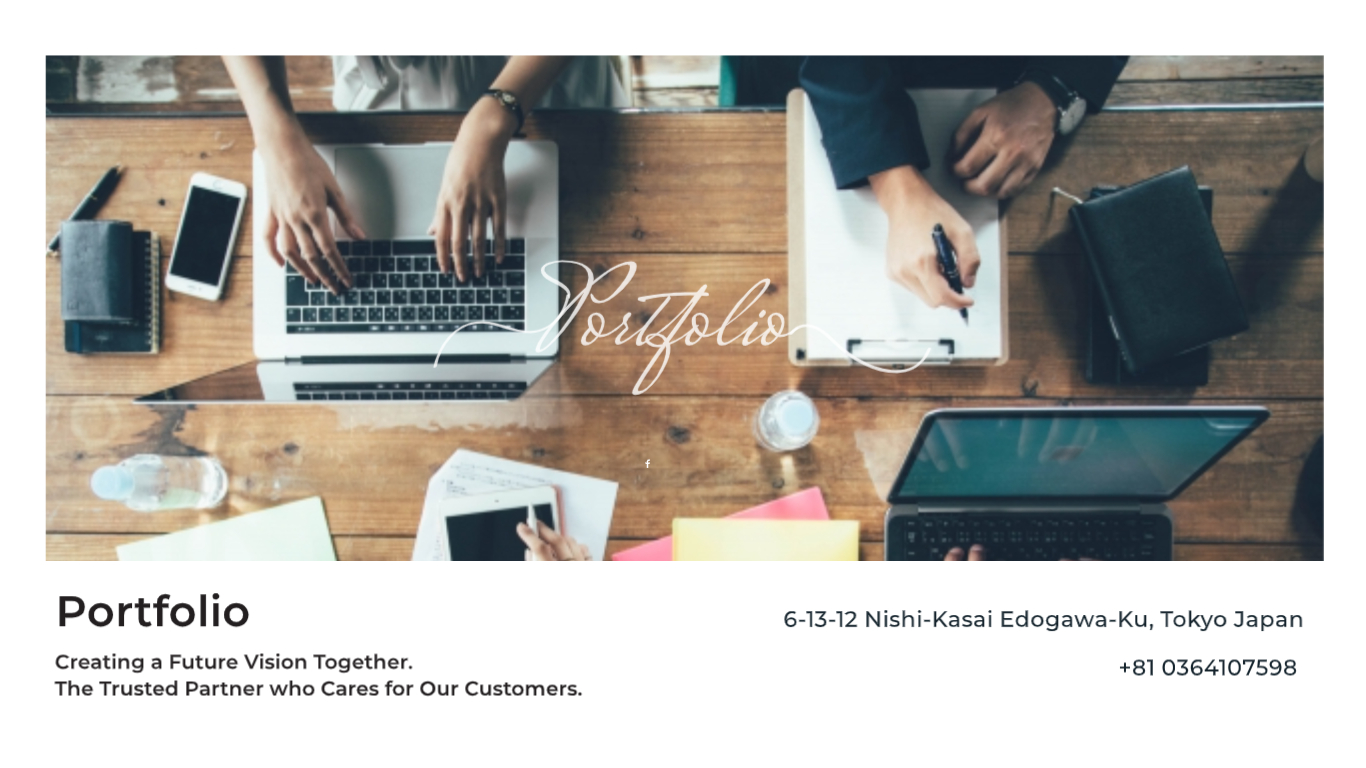 Portfolio
f
Portfolio
6-13-12 Nishi-Kasai Edogawa-Ku, Tokyo Japan
Creating a Future Vision Together.
+81 0364107598
The Trusted Partner who Cares for Our Customers.